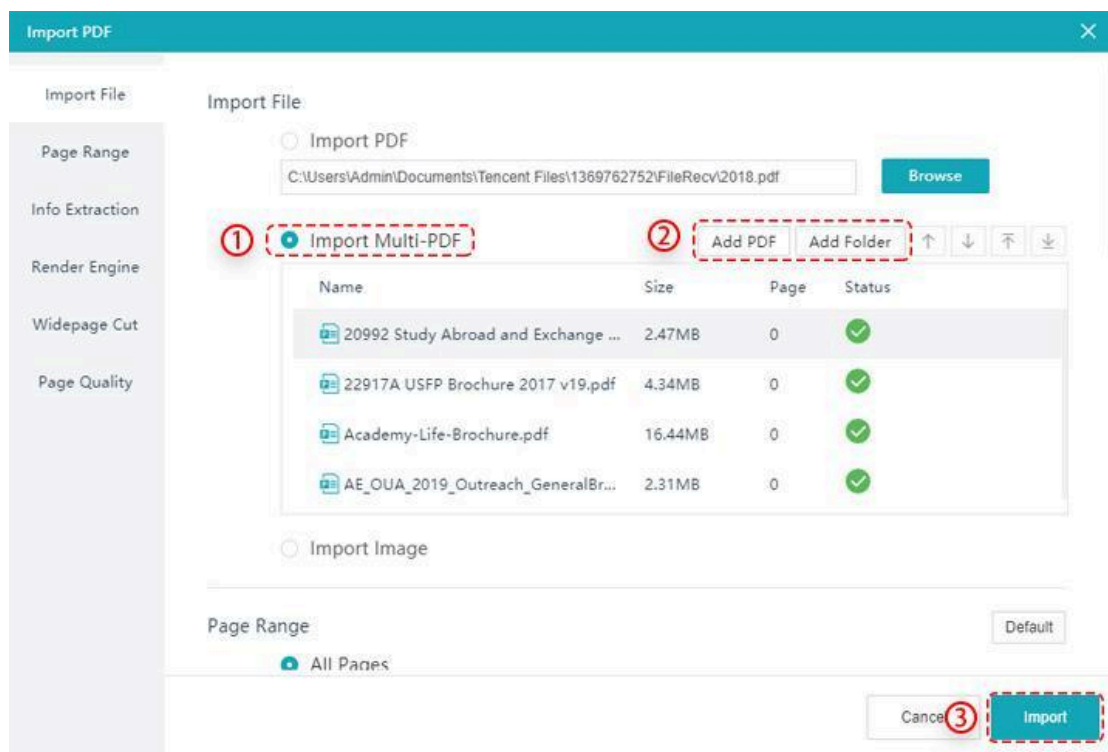 Import PDF
Import File
Page Range
Info Extraction
Render Engine
Widepage Cut
Page Quality
Import File
Import PDF
C:\Users\Admin\Documents\Tencent Files\1369762752\FileRecv\2018.pdf Browse
① Import Multi-PDF ② Add PDF Add Folder
Name Size Page Status
20992 Study Abroad and Exchange ... 2.47MB 0
22917A USFP Brochure 2017 v19.pdf 4.34MB 0
Academy-Life-Brochure.pdf 16.44MB 0
AE_OUA_2019_Outreach_GeneralBr... 2.31MB 0
Import Image
Page Range Default
All Pages
Cance ③ Import